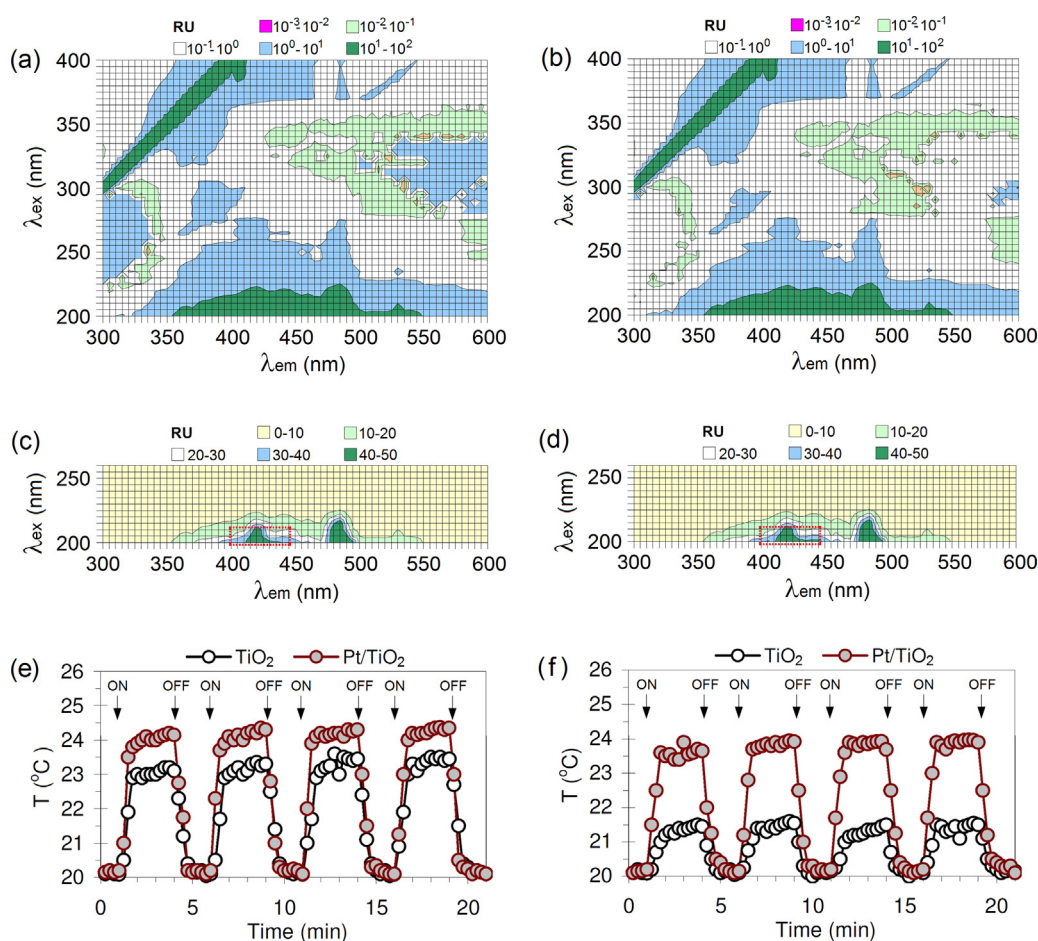 (a)
RU 10⁻³-10⁻² 10⁻²-10⁻¹
10⁻¹-10⁰ 10⁰-10¹ 10¹-10²
400
350
300
250
200
λex (nm)
300 350 400 450 500 550 600
λem (nm)
(b)
RU 10⁻³-10⁻² 10⁻²-10⁻¹
10⁻¹-10⁰ 10⁰-10¹ 10¹-10²
400
350
300
250
200
λex (nm)
300 350 400 450 500 550 600
λem (nm)
(c)
RU 0-10 10-20
20-30 30-40 40-50
250
200
λex (nm)
300 350 400 450 500 550 600
λem (nm)
(d)
RU 0-10 10-20
20-30 30-40 40-50
250
200
λex (nm)
300 350 400 450 500 550 600
λem (nm)
(e)
TiO₂ Pt/TiO₂
ON OFF ON OFF ON OFF ON OFF
26
25
24
23
22
21
20
T (°C)
0 5 10 15 20
Time (min)
(f)
TiO₂ Pt/TiO₂
ON OFF ON OFF ON OFF ON OFF
26
25
24
23
22
21
20
T (°C)
0 5 10 15 20
Time (min)